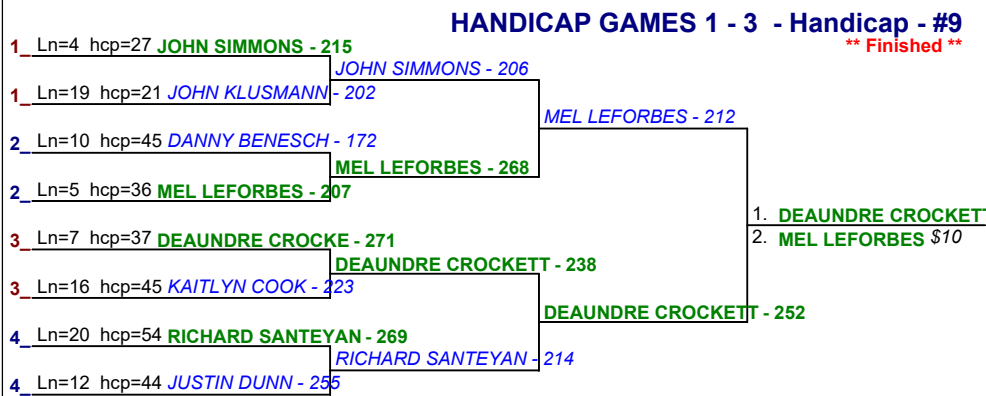 HANDICAP GAMES 1 - 3 - Handicap - #9
** Finished **
1_ Ln=4 hcp=27 JOHN SIMMONS - 215
JOHN SIMMONS - 206
1_ Ln=19 hcp=21 JOHN KLUSMANN - 202
MEL LEFORBES - 212
2_ Ln=10 hcp=45 DANNY BENESCH - 172
MEL LEFORBES - 268
2_ Ln=5 hcp=36 MEL LEFORBES - 207
1. DEAUNDRE CROCKETT
2. MEL LEFORBES $10
3_ Ln=7 hcp=37 DEAUNDRE CROCKE - 271
DEAUNDRE CROCKETT - 238
3_ Ln=16 hcp=45 KAITLYN COOK - 223
DEAUNDRE CROCKETT - 252
4_ Ln=20 hcp=54 RICHARD SANTEYAN - 269
RICHARD SANTEYAN - 214
4_ Ln=12 hcp=44 JUSTIN DUNN - 255